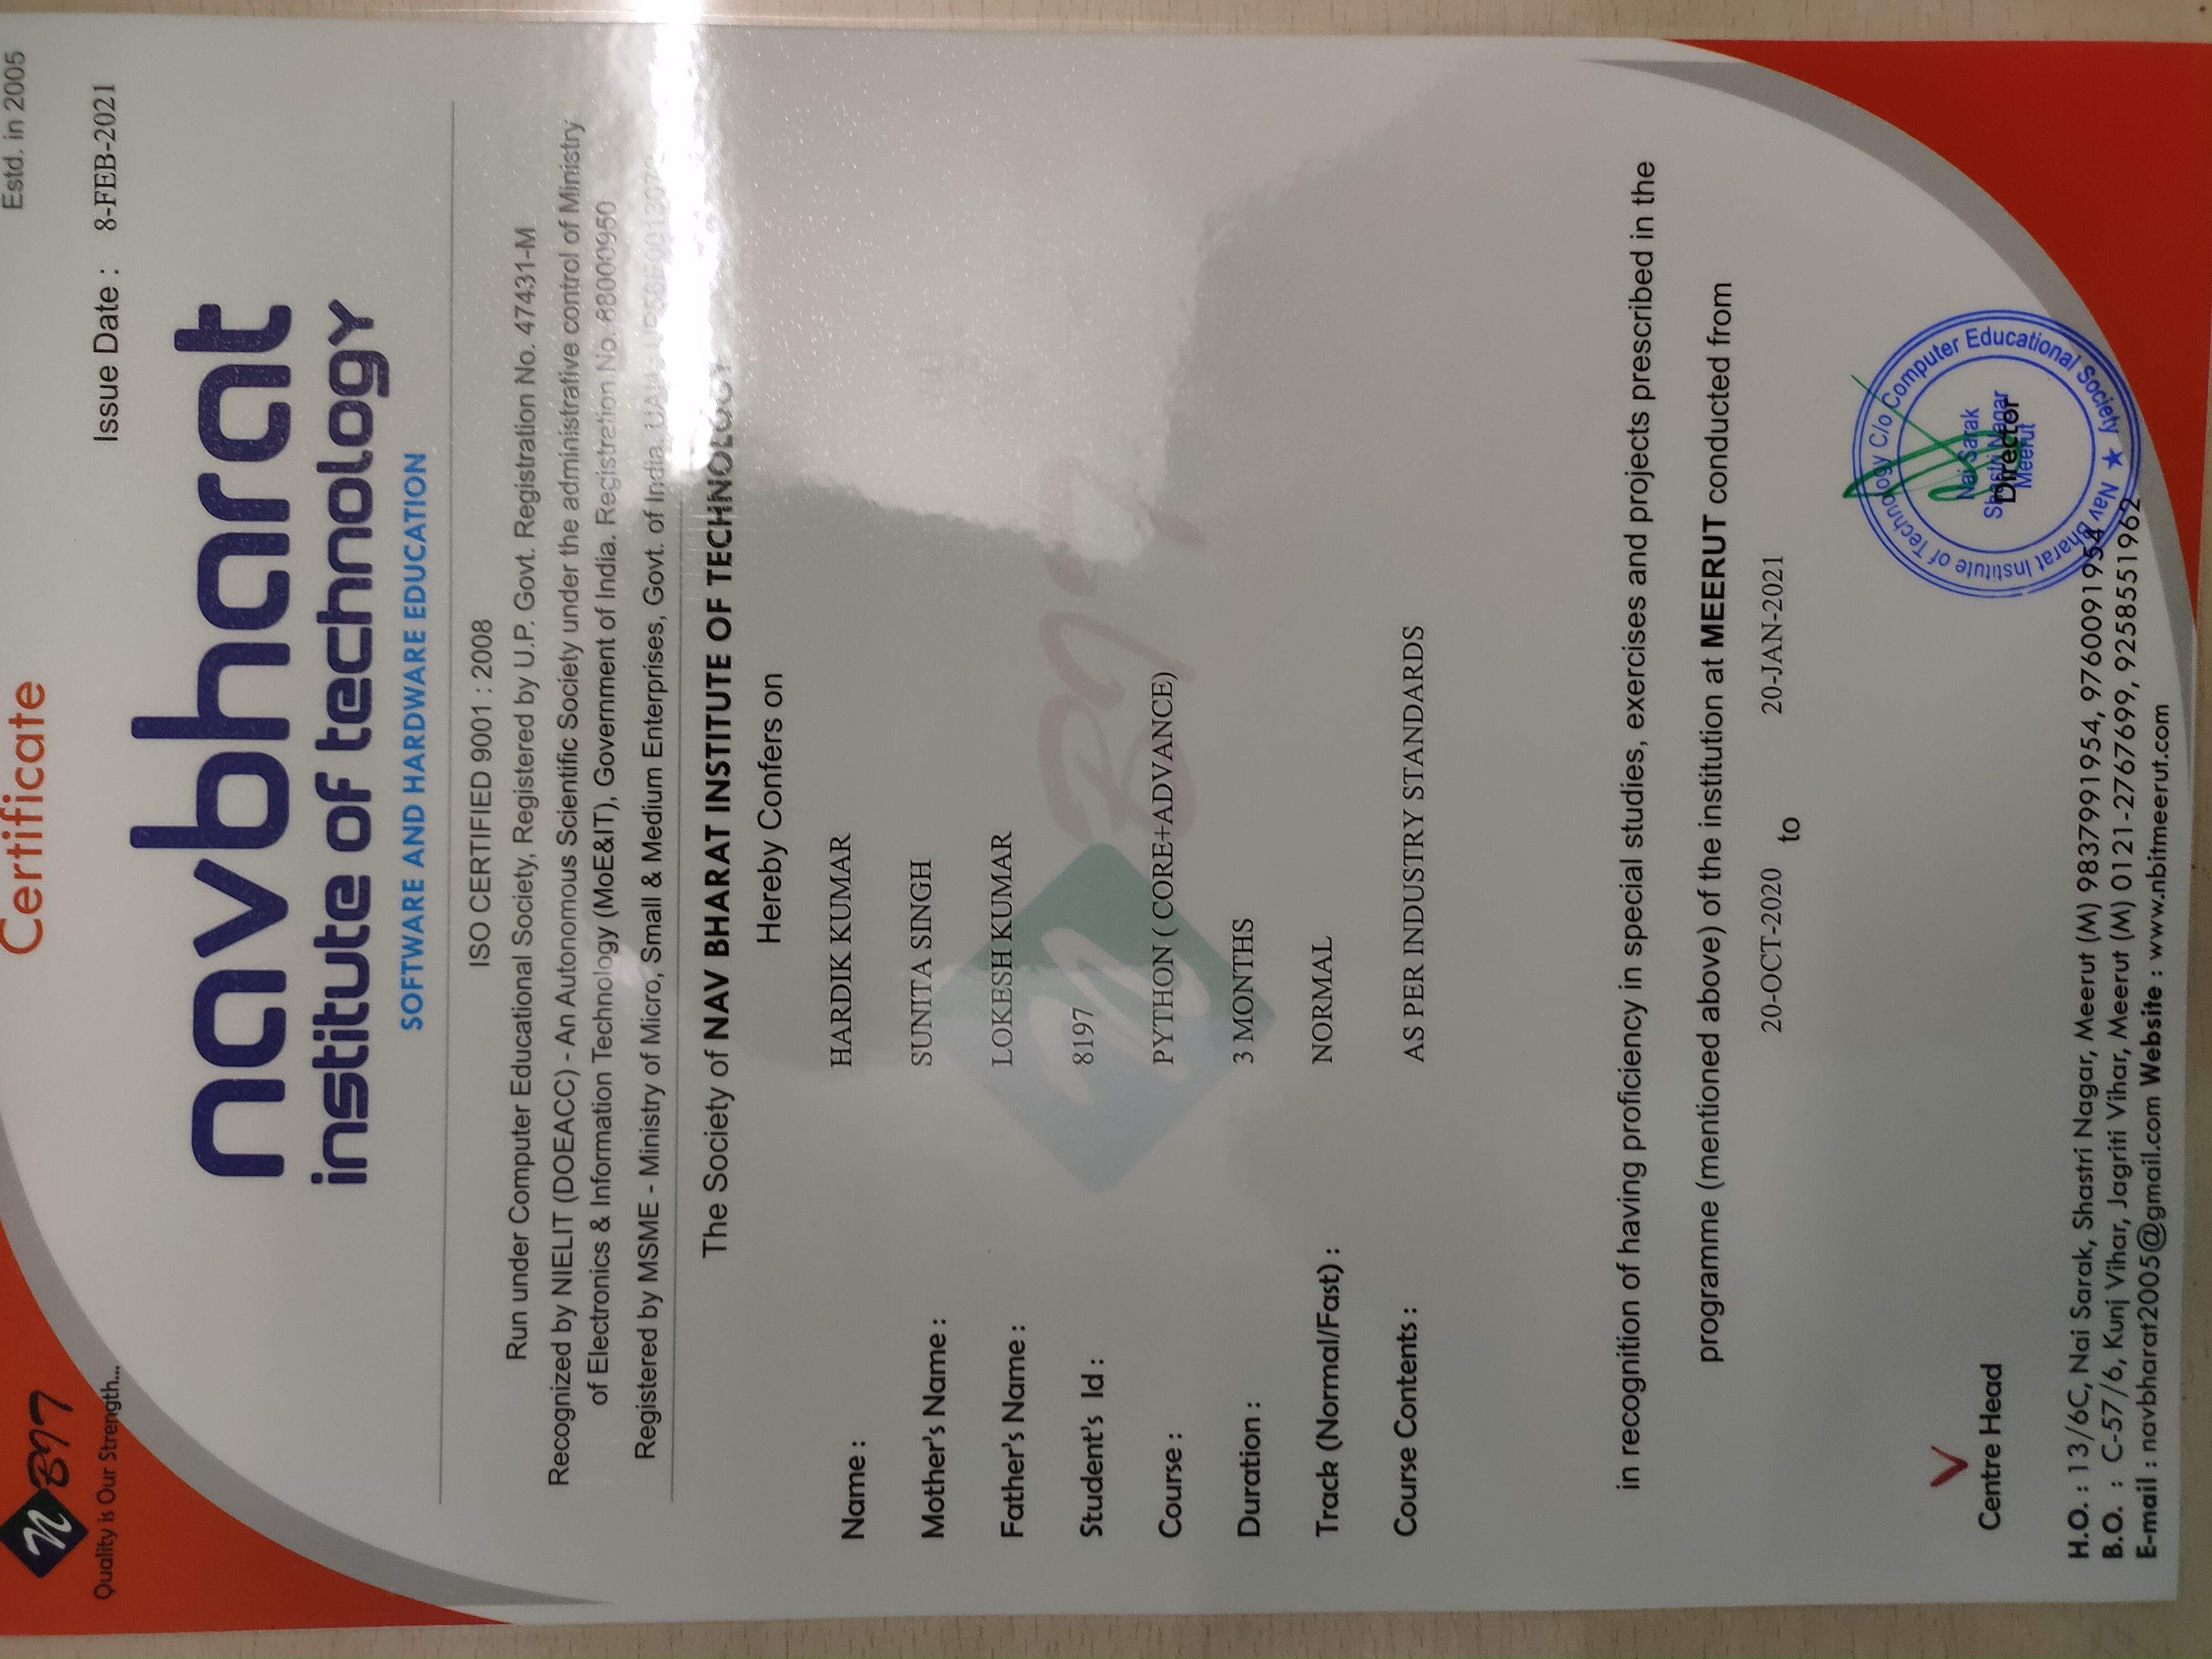 NBIT
Quality is Our Strength...
Certificate
Estd. in 2005
Issue Date : 8-FEB-2021
navbharat
institute of technology
SOFTWARE AND HARDWARE EDUCATION
ISO CERTIFIED 9001 : 2008
Run under Computer Educational Society, Registered by U.P. Govt. Registration No. 47431-M
Recognized by NIELIT (DOEACC) - An Autonomous Scientific Society under the administrative control of Ministry
of Electronics & Information Technology (MoE&IT), Government of India. Registration No. 88000950
Registered by MSME - Ministry of Micro, Small & Medium Enterprises, Govt. of India.
The Society of NAV BHARAT INSTITUTE OF TECHNOLOGY
Hereby Confers on
Name : HARDIK KUMAR
Mother's Name : SUNITA SINGH
Father's Name : LOKESH KUMAR
Student's Id : 8197
NBIT
Course : PYTHON ( CORE+ADVANCE)
Duration : 3 MONTHS
Track (Normal/Fast) : NORMAL
Course Contents : AS PER INDUSTRY STANDARDS
in recognition of having proficiency in special studies, exercises and projects prescribed in the
programme (mentioned above) of the institution at MEERUT conducted from
20-OCT-2020 to 20-JAN-2021
Centre Head
Nav Bharat Institute of Technology C/o Computer Educational Society
Nai Sarak
Shastri Nagar
Meerut
Director
H.O. : 13/6C, Nai Sarak, Shastri Nagar, Meerut (M) 9837991954, 9760091954
B.O. : C-57/6, Kunj Vihar, Jagriti Vihar, Meerut (M) 0121-2767699, 9258551962
E-mail : navbharat2005@gmail.com Website : www.nbitmeerut.com